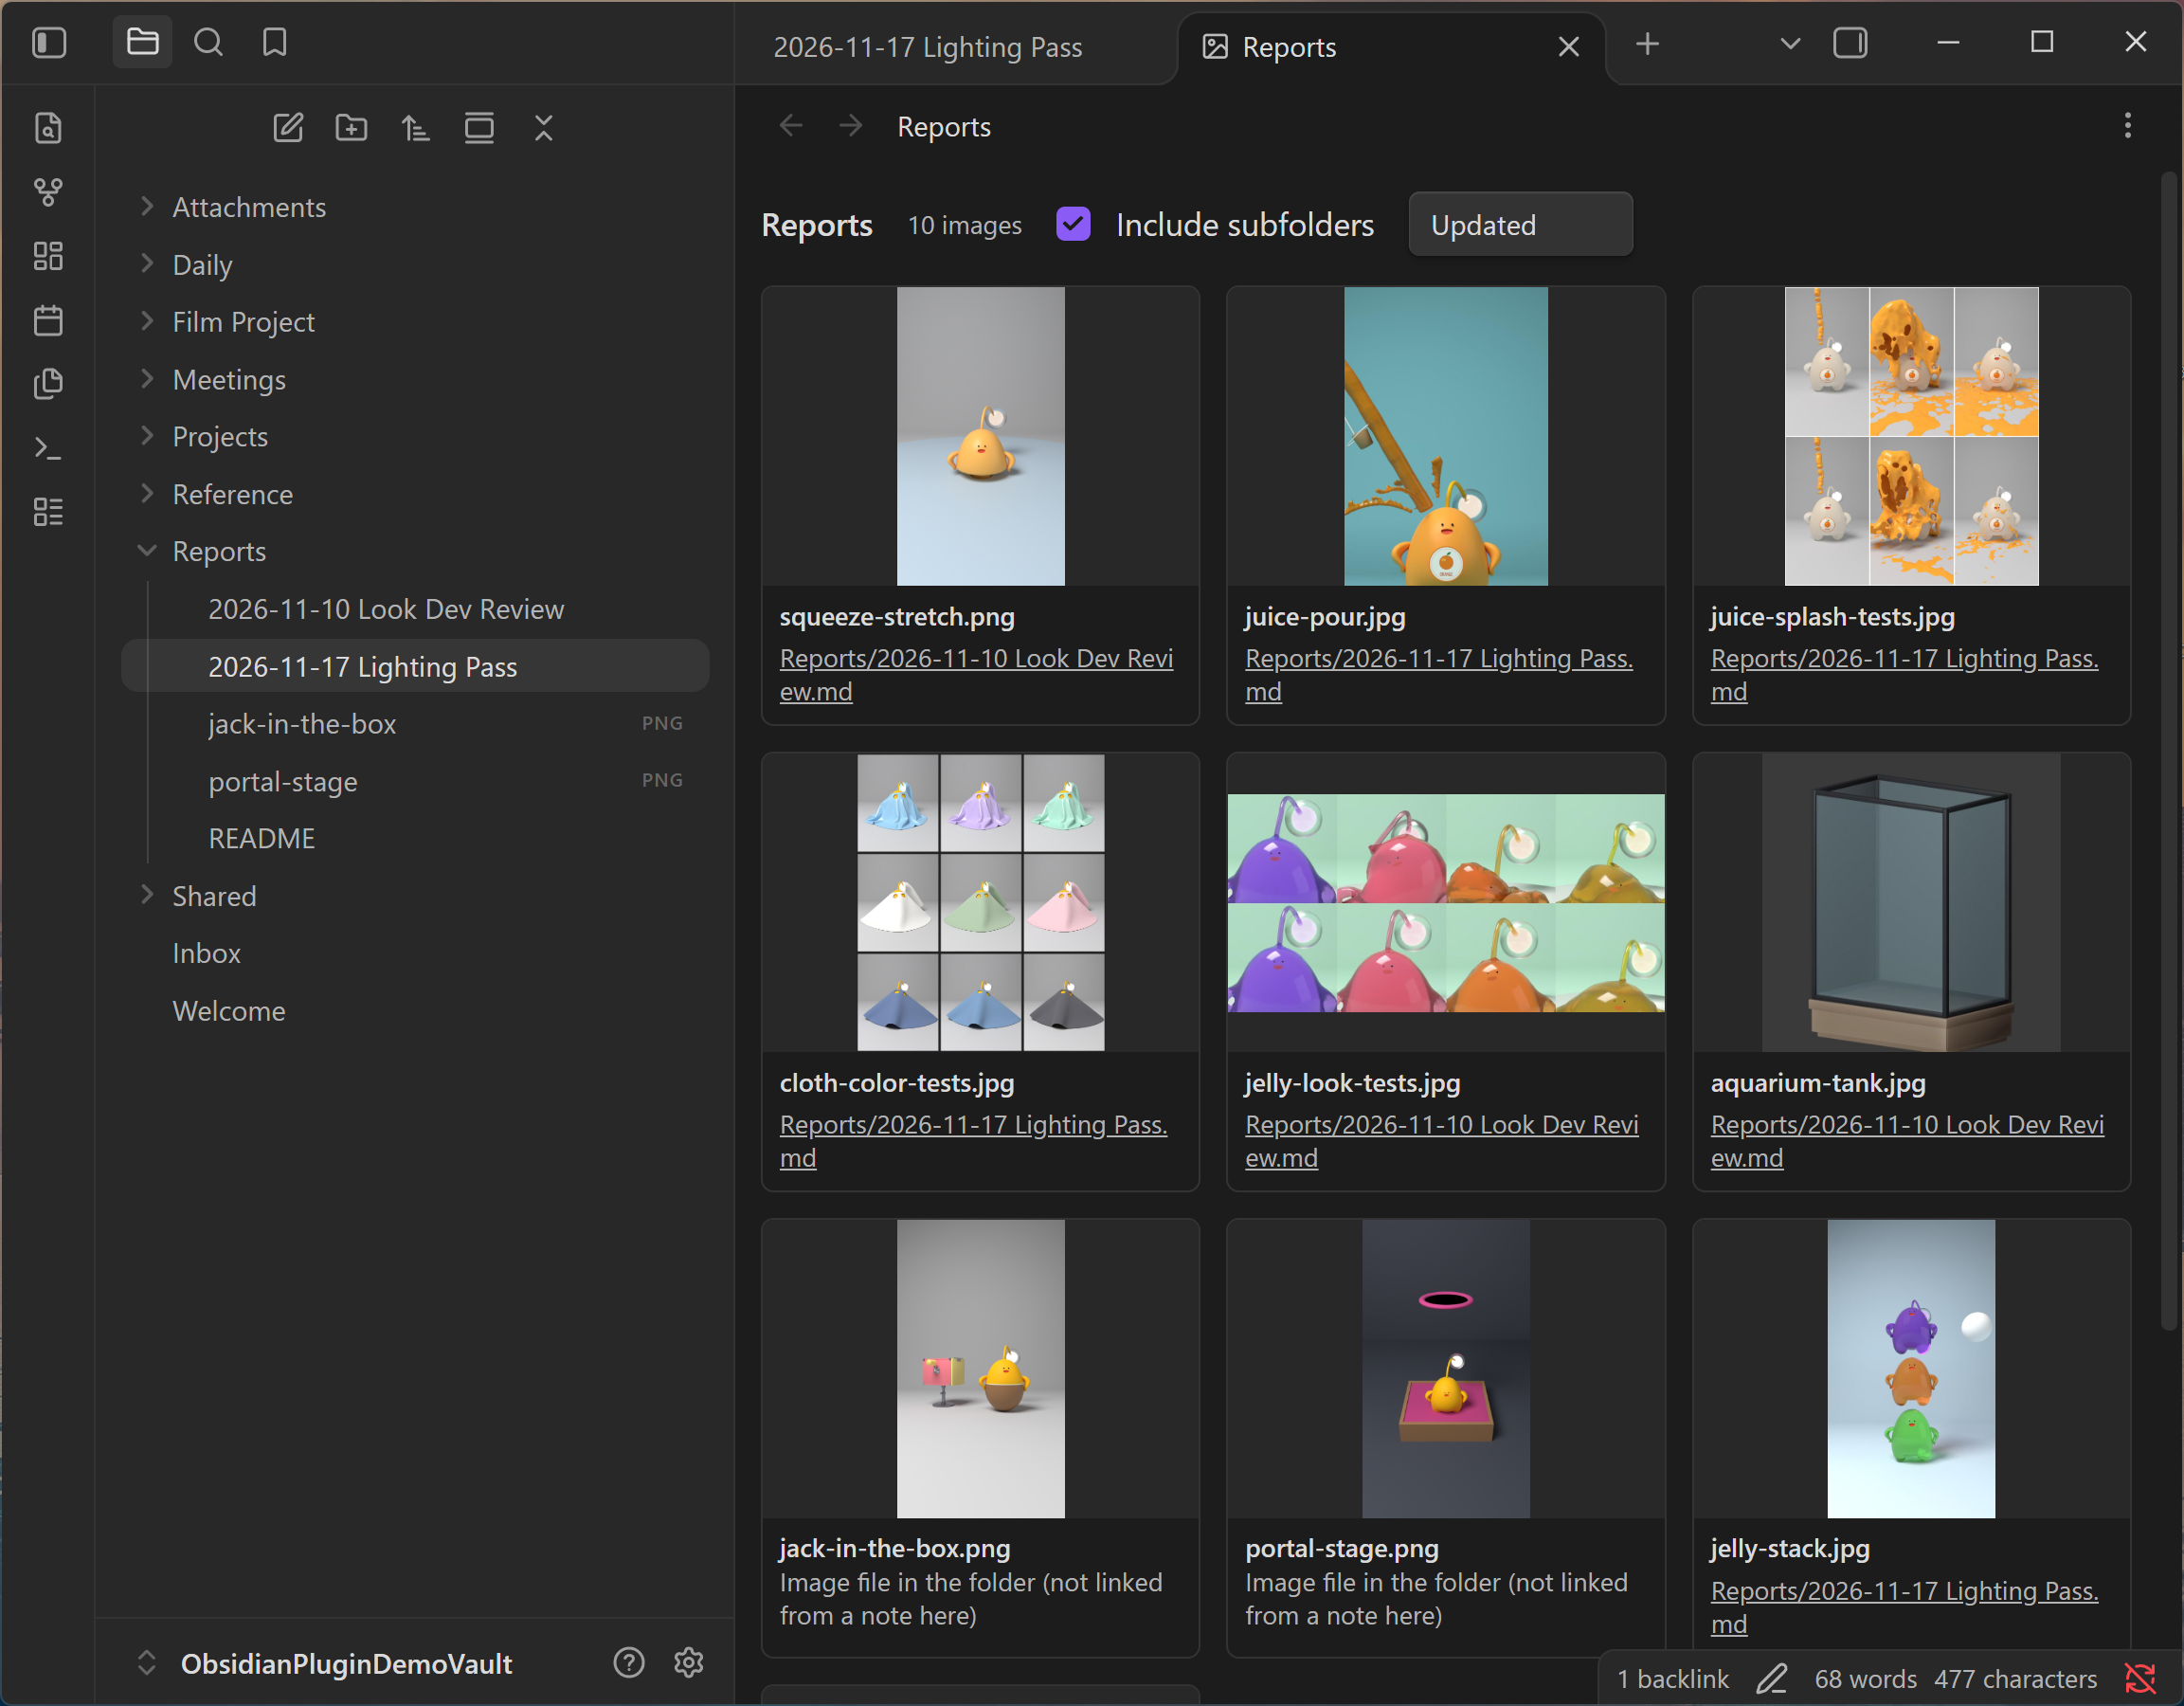 2026-11-17 Lighting Pass
Reports
Reports
Attachments
Daily
Film Project
Meetings
Projects
Reference
Reports
2026-11-10 Look Dev Review
2026-11-17 Lighting Pass
jack-in-the-box PNG
portal-stage PNG
README
Shared
Inbox
Welcome
ObsidianPluginDemoVault
Reports 10 images Include subfolders Updated
squeeze-stretch.png
Reports/2026-11-10 Look Dev Revi
ew.md
juice-pour.jpg
Reports/2026-11-17 Lighting Pass.
md
juice-splash-tests.jpg
Reports/2026-11-17 Lighting Pass.
md
cloth-color-tests.jpg
Reports/2026-11-17 Lighting Pass.
md
jelly-look-tests.jpg
Reports/2026-11-10 Look Dev Revi
ew.md
aquarium-tank.jpg
Reports/2026-11-10 Look Dev Revi
ew.md
jack-in-the-box.png
Image file in the folder (not linked
from a note here)
portal-stage.png
Image file in the folder (not linked
from a note here)
jelly-stack.jpg
Reports/2026-11-17 Lighting Pass.
md
1 backlink 68 words 477 characters